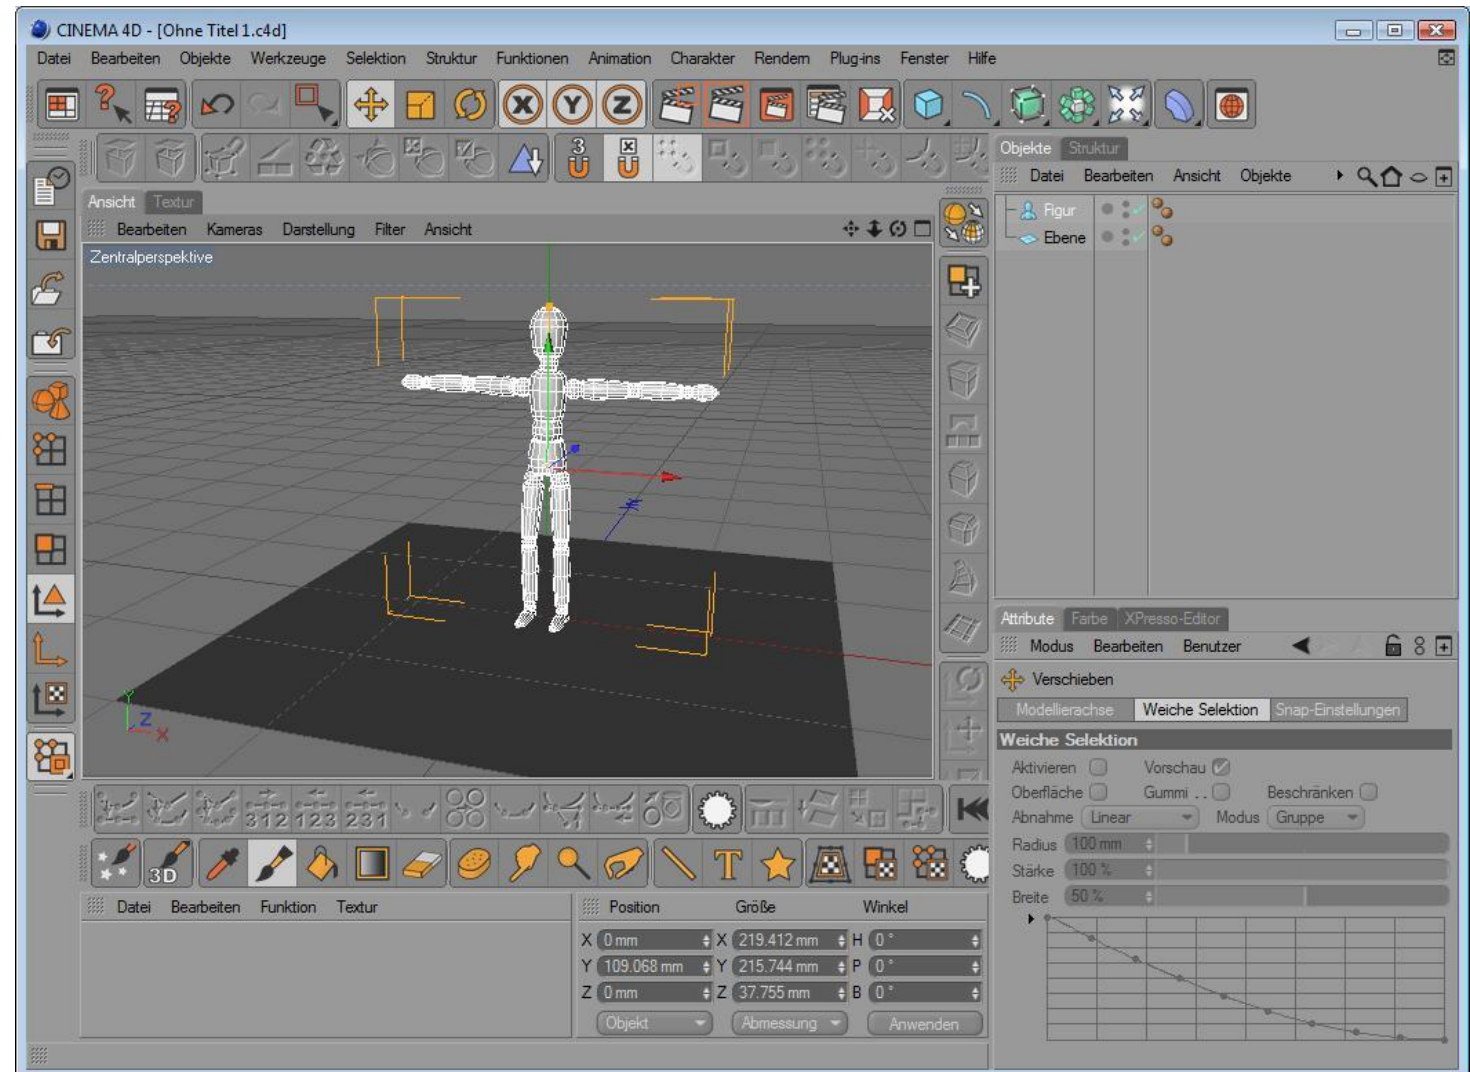 CINEMA 4D - [Ohne Titel 1.c4d]
Datei Bearbeiten Objekte Werkzeuge Selektion Struktur Funktionen Animation Charakter Rendern Plug-ins Fenster Hilfe
X Y Z
3
Objekte Struktur
Datei Bearbeiten Ansicht Objekte
Ansicht Textur
Bearbeiten Kameras Darstellung Filter Ansicht
Figur
Ebene
Zentralperspektive
Y
Z
X
Attribute Farbe XPresso-Editor
Modus Bearbeiten Benutzer
Verschieben
Modellierachse Weiche Selektion Snap-Einstellungen
Weiche Selektion
Aktivieren Vorschau
Oberfläche Gummi . . Beschränken
Abnahme Linear Modus Gruppe
Radius 100 mm
Stärke 100 %
Breite 50 %
312 123 231
3D T
Datei Bearbeiten Funktion Textur
Position Größe Winkel
X 0 mm X 219.412 mm H 0 °
Y 109.068 mm Y 215.744 mm P 0 °
Z 0 mm Z 37.755 mm B 0 °
Objekt Abmessung Anwenden